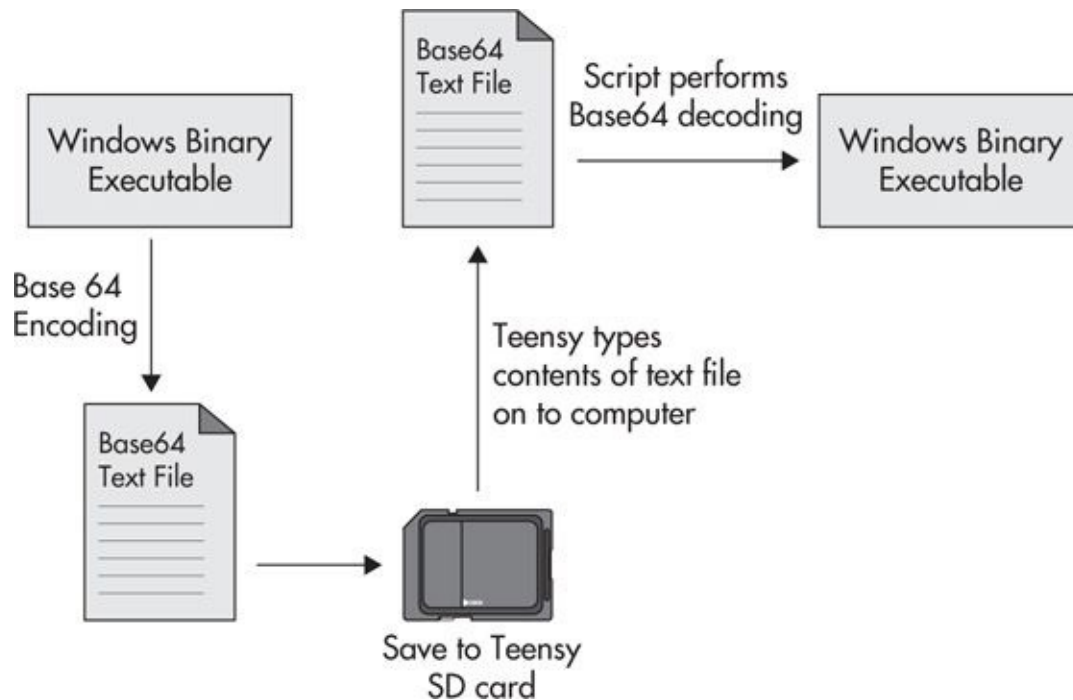 Windows Binary
Executable
Base 64
Encoding
Base64
Text File
Save to Teensy
SD card
Teensy types
contents of text file
on to computer
Base64
Text File
Script performs
Base64 decoding
Windows Binary
Executable